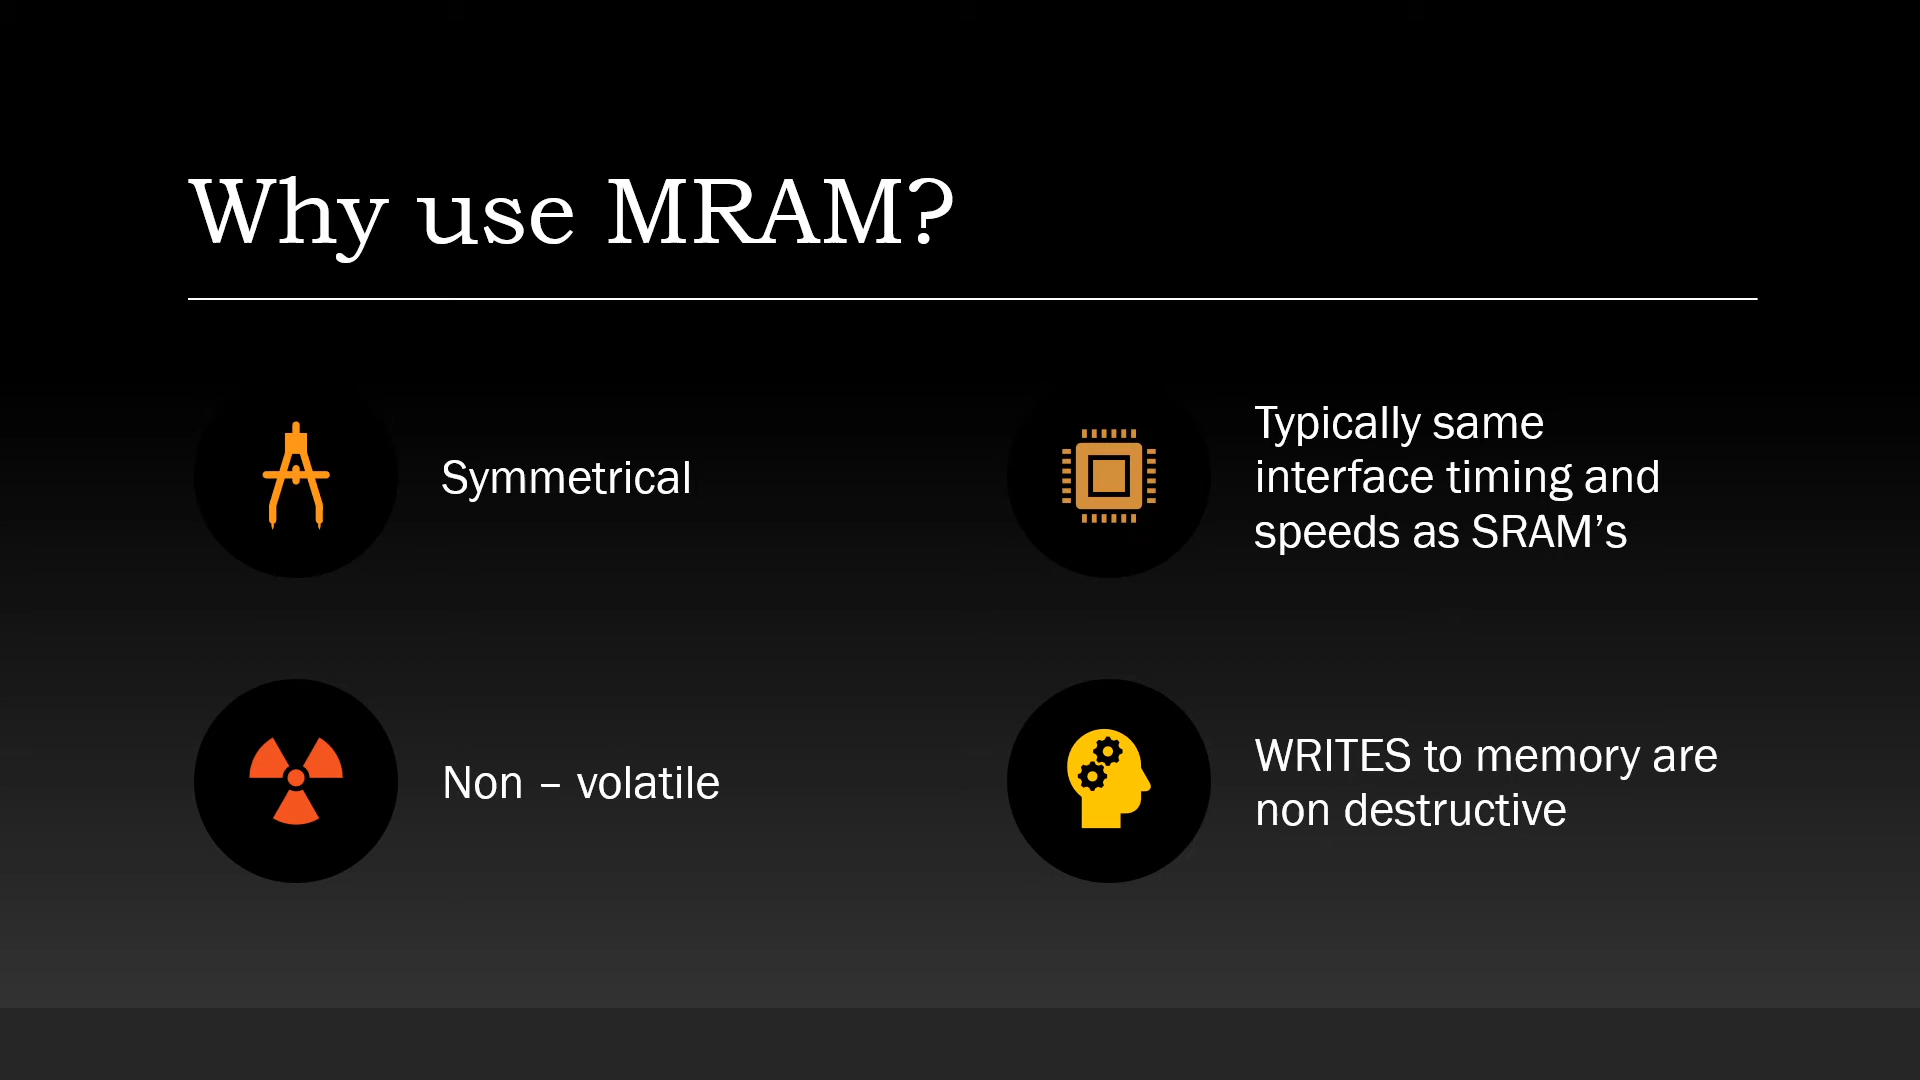 Why use MRAM?
Symmetrical
Typically same
interface timing and
speeds as SRAM’s
Non – volatile
WRITES to memory are
non destructive